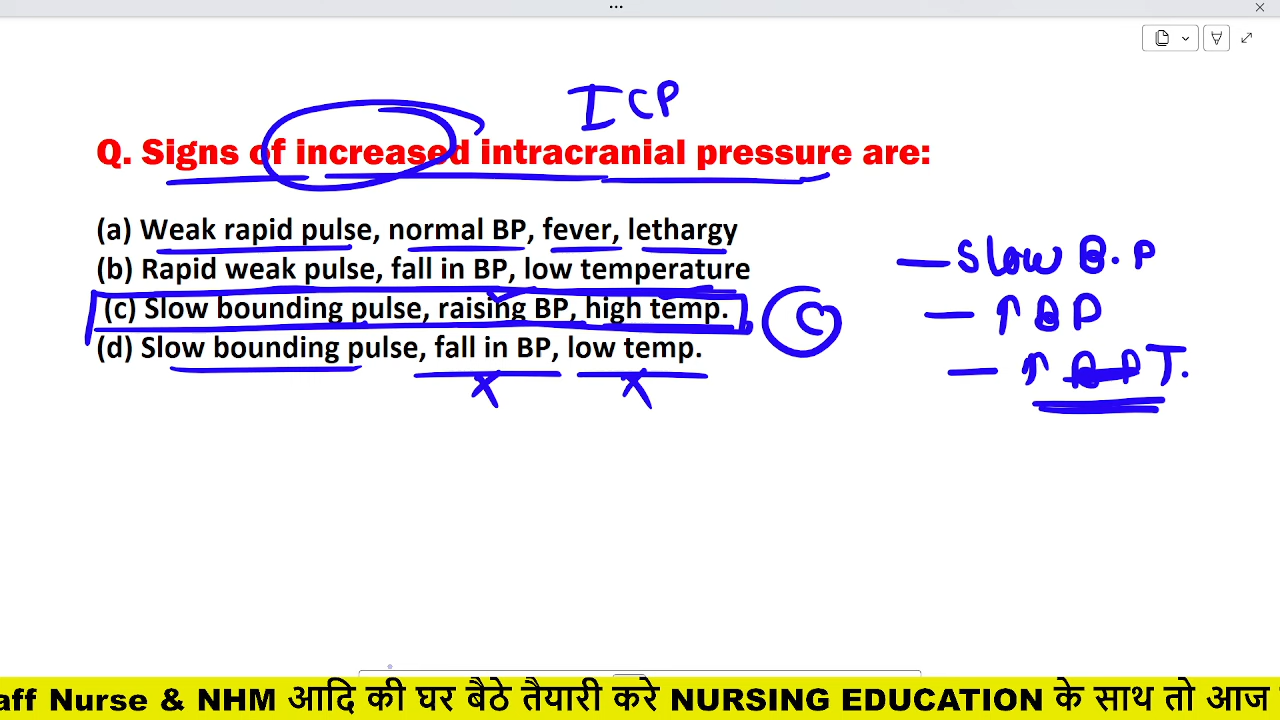 ICP
Q. Signs of increased intracranial pressure are:
(a) Weak rapid pulse, normal BP, fever, lethargy
(b) Rapid weak pulse, fall in BP, low temperature
(c) Slow bounding pulse, raising BP, high temp.
(d) Slow bounding pulse, fall in BP, low temp.
C
— Slow B.P
— ↑ BP
— ↑ T.
aff Nurse & NHM आदि की घर बैठे तैयारी करे NURSING EDUCATION के साथ तो आज